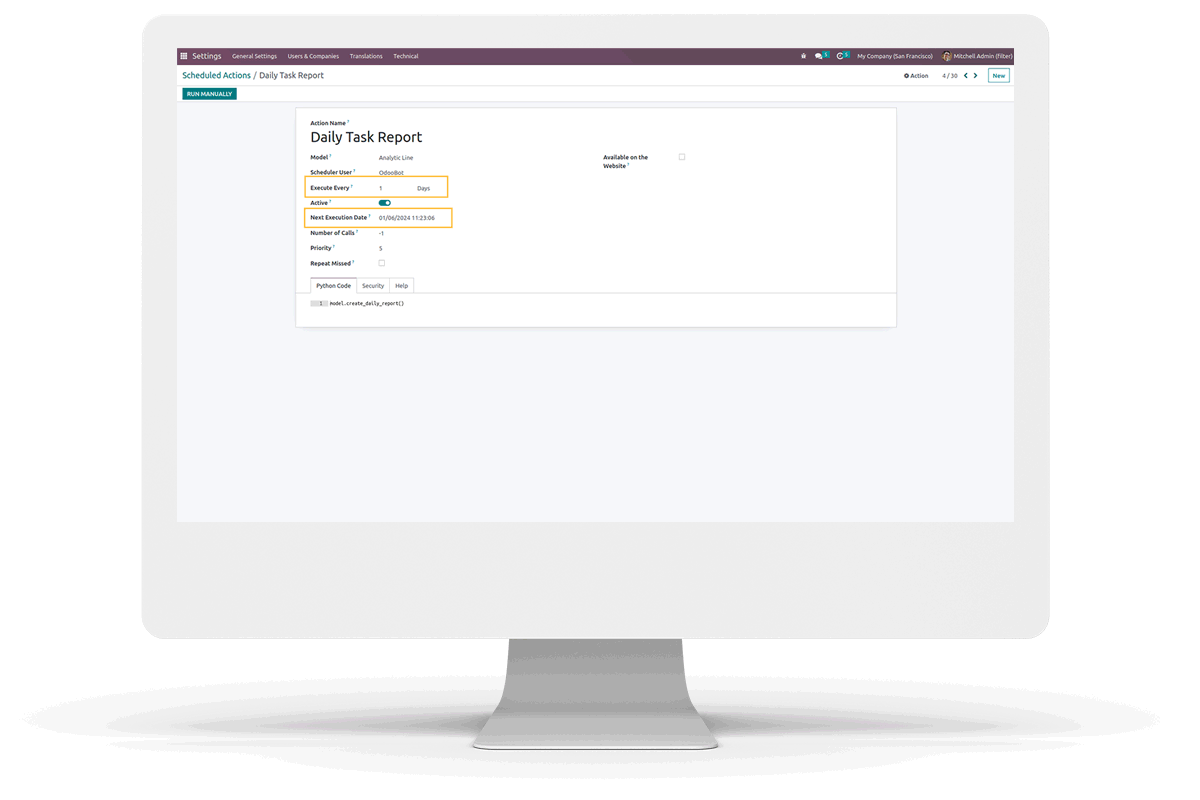 Settings General Settings Users & Companies Translations Technical 5 5 My Company (San Francisco) Mitchell Admin (filter)
Scheduled Actions / Daily Task Report Action 4 / 30 New
RUN MANUALLY
Action Name ?
Daily Task Report
Model ? Analytic Line Available on the
Website ?
Scheduler User ? OdooBot
Execute Every ? 1 Days
Active ?
Next Execution Date ? 01/06/2024 11:23:06
Number of Calls ? -1
Priority ? 5
Repeat Missed ?
Python Code Security Help
1 model.create_daily_report()